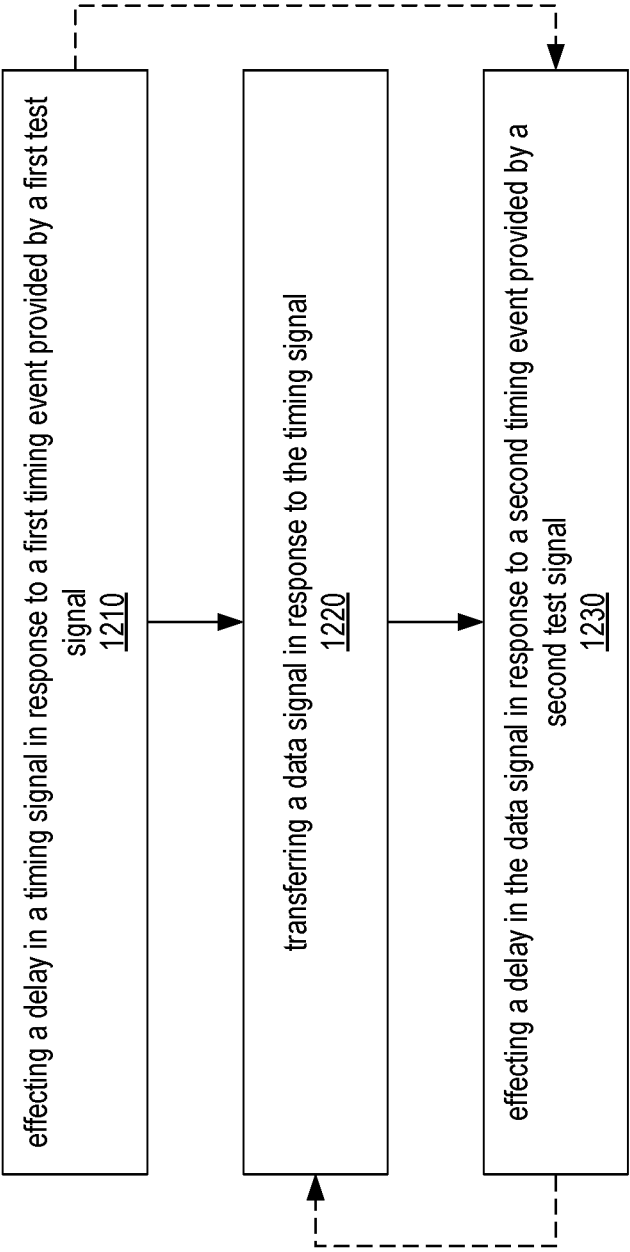 effecting a delay in a timing signal in response to a first timing event provided by a first test
signal
1210
transferring a data signal in response to the timing signal
1220
effecting a delay in the data signal in response to a second timing event provided by a
second test signal
1230